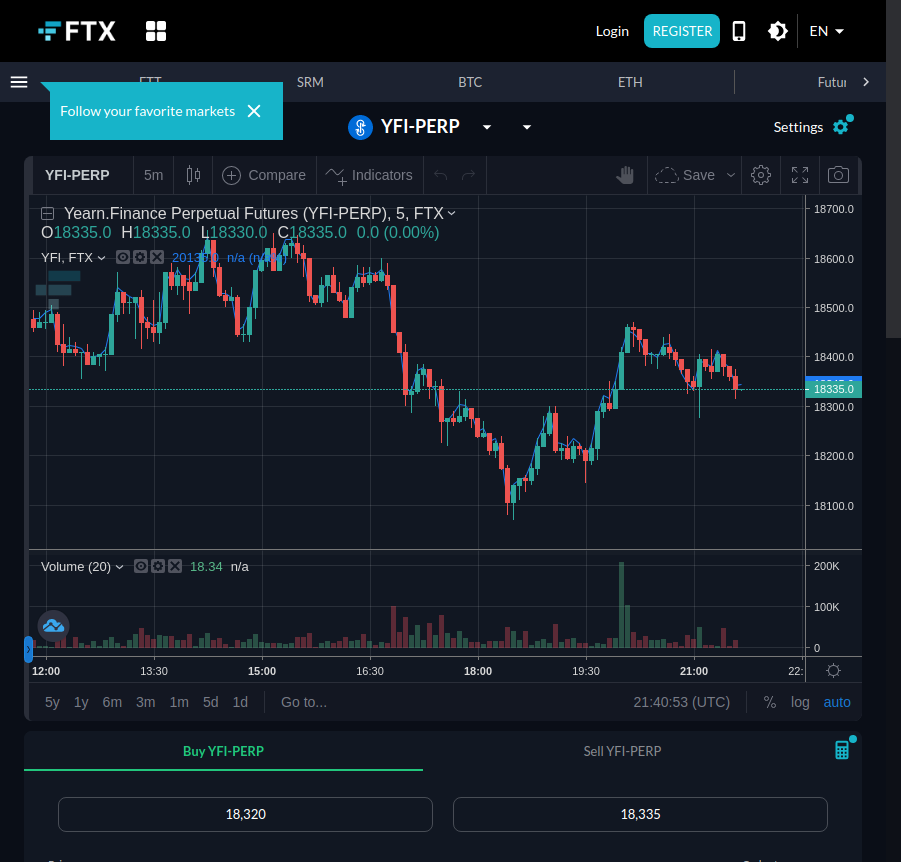 FTX
Login
REGISTER
EN
FTT
SRM
BTC
ETH
Follow your favorite markets
YFI-PERP
Settings
YFI-PERP
5m
Compare
Indicators
Save
Yearn.Finance Perpetual Futures (YFI-PERP), 5, FTX
O18335.0 H18335.0 L18330.0 C18335.0 0.0 (0.00%)
YFI, FTX
n/a
18700.0
18600.0
18500.0
18400.0
18335.0
18300.0
18200.0
18100.0
Volume (20)
18.34 n/a
200K
100K
0
12:00
13:30
15:00
16:30
18:00
19:30
21:00
22:
5y 1y 6m 3m 1m 5d 1d
Go to...
21:40:53 (UTC)
% log auto
Buy YFI-PERP
Sell YFI-PERP
18,320
18,335